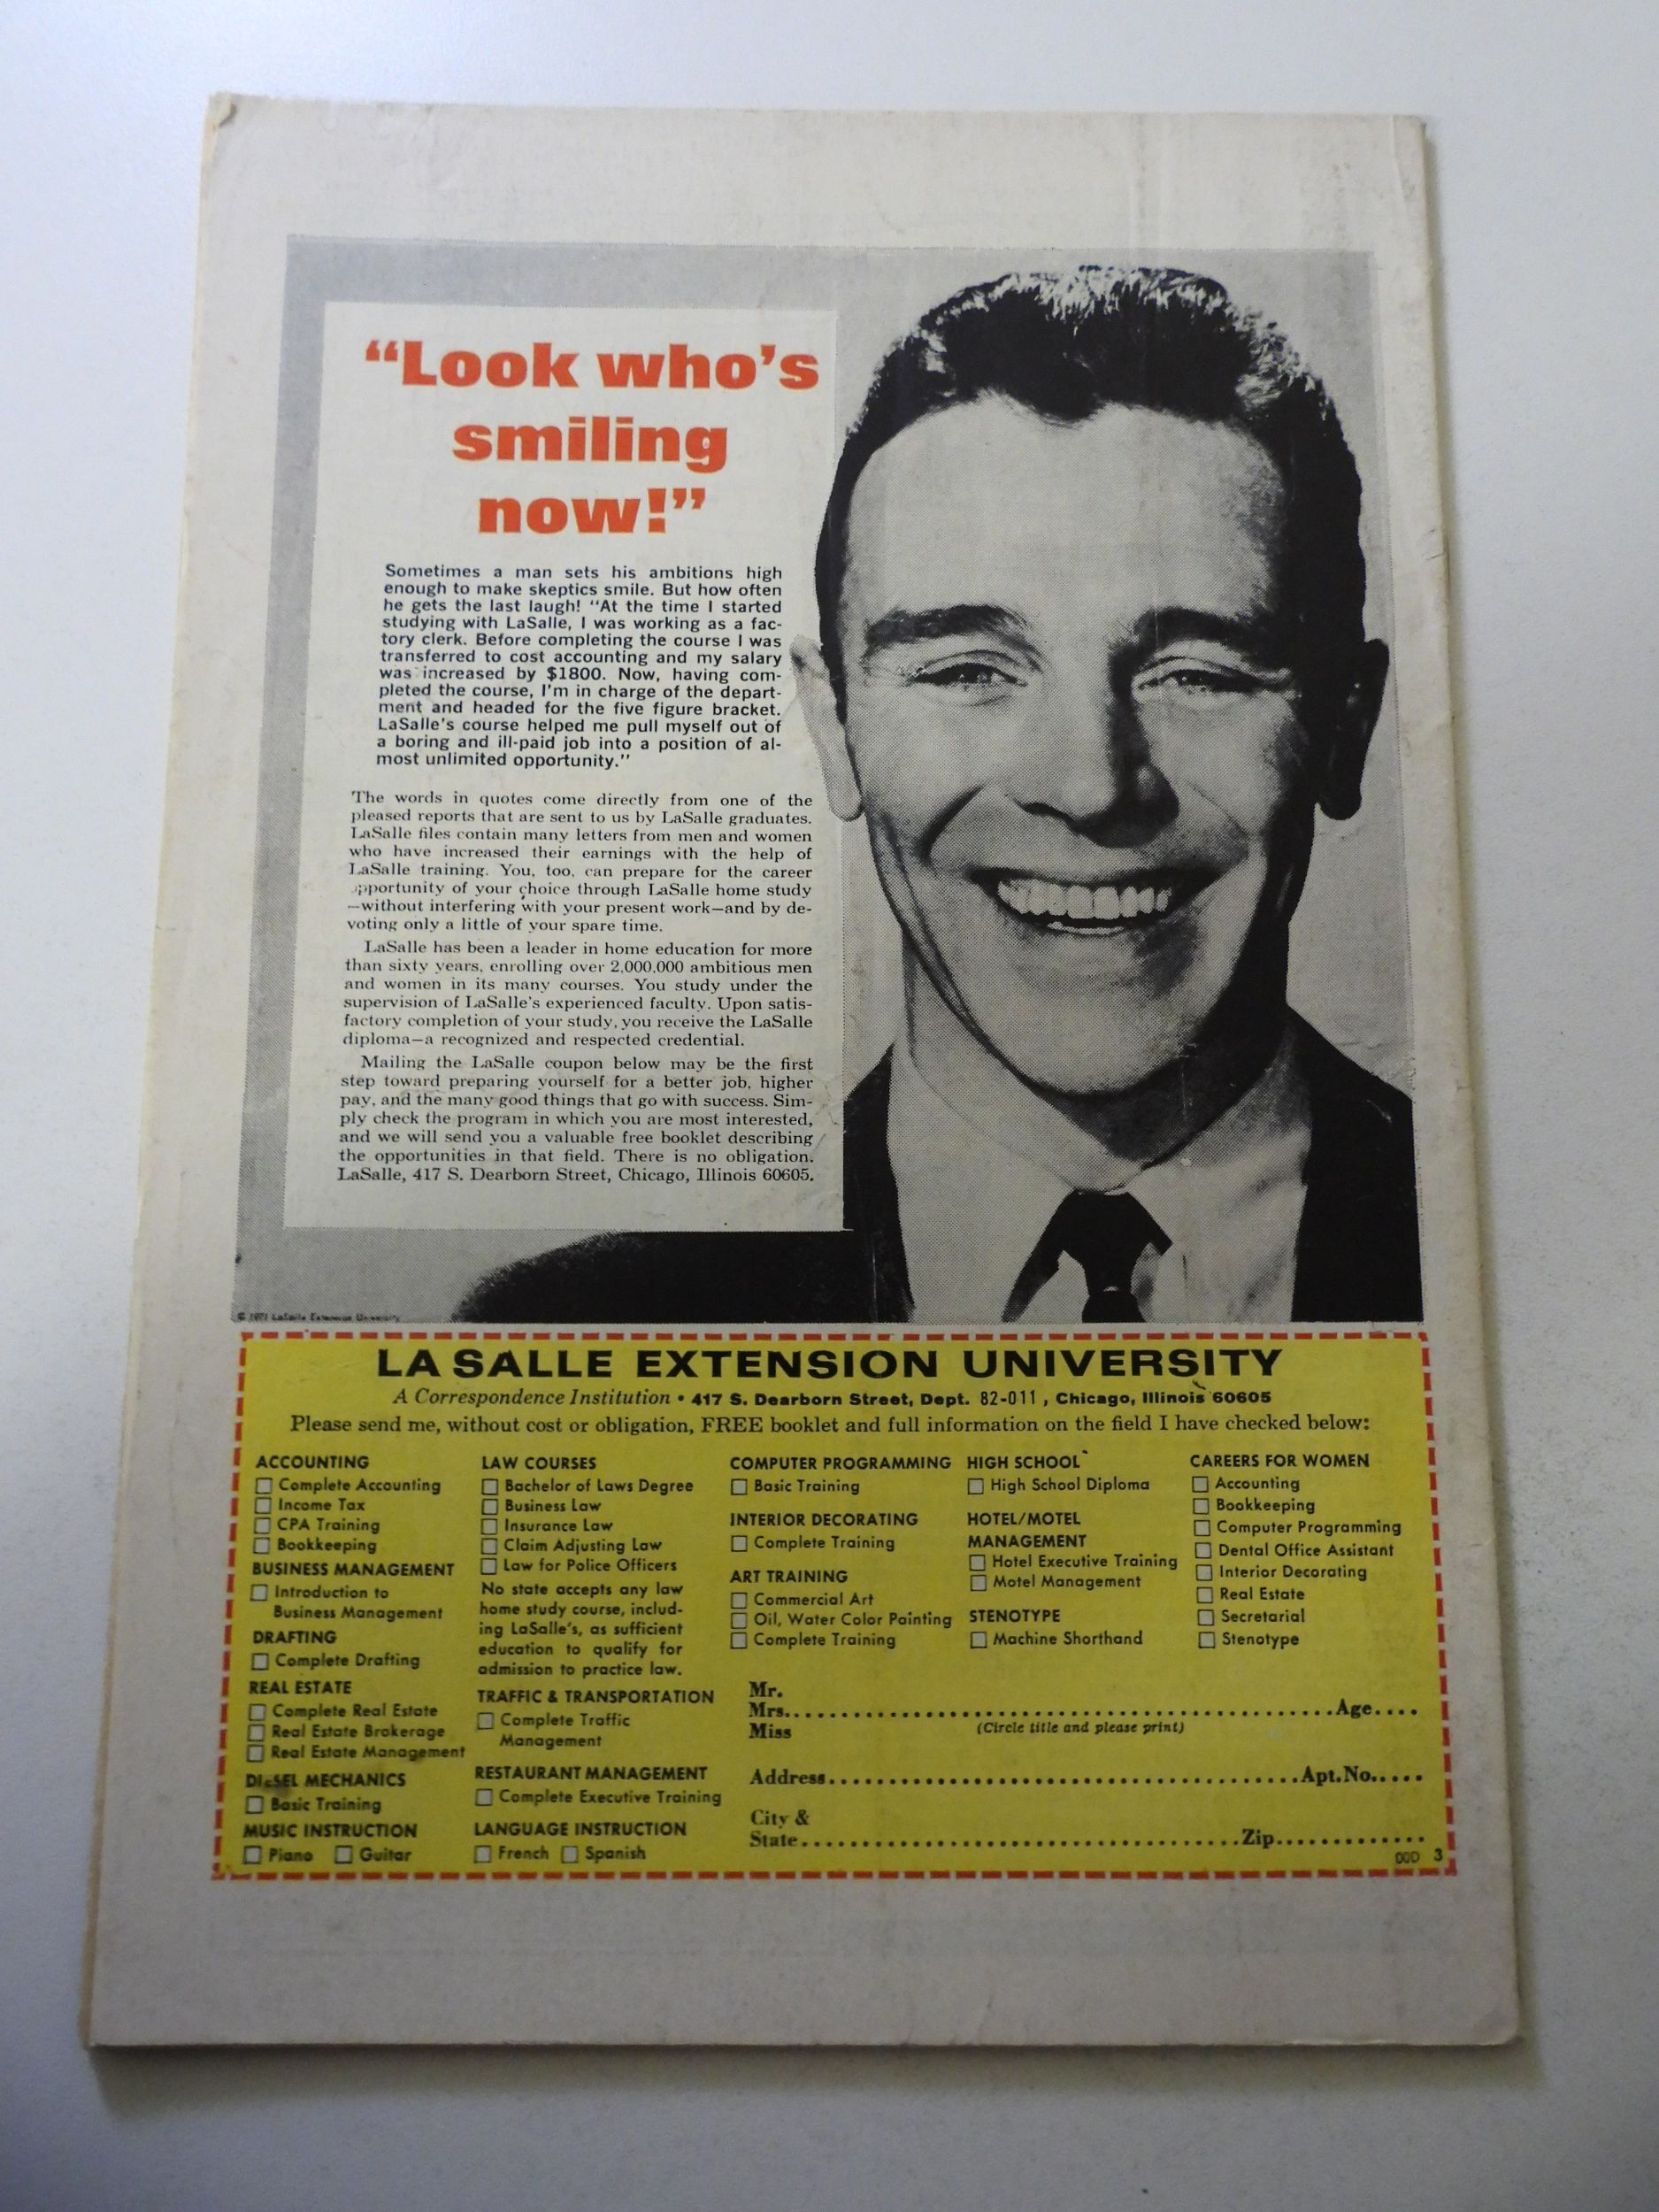 “Look who’s
smiling
now!”
Sometimes a man sets his ambitions high
enough to make skeptics smile. But how often
he gets the last laugh! “At the time I started
studying with LaSalle, I was working as a fac-
tory clerk. Before completing the course I was
transferred to cost accounting and my salary
was increased by $1800. Now, having com-
pleted the course, I’m in charge of the depart-
ment and headed for the five figure bracket.
LaSalle’s course helped me pull myself out of
a boring and ill-paid job into a position of al-
most unlimited opportunity.”
The words in quotes come directly from one of the
pleased reports that are sent to us by LaSalle graduates.
LaSalle files contain many letters from men and women
who have increased their earnings with the help of
LaSalle training. You, too, can prepare for the career
opportunity of your choice through LaSalle home study
—without interfering with your present work—and by de-
voting only a little of your spare time.
LaSalle has been a leader in home education for more
than sixty years, enrolling over 2,000,000 ambitious men
and women in its many courses. You study under the
supervision of LaSalle’s experienced faculty. Upon satis-
factory completion of your study, you receive the LaSalle
diploma—a recognized and respected credential.
Mailing the LaSalle coupon below may be the first
step toward preparing yourself for a better job, higher
pay, and the many good things that go with success. Sim-
ply check the program in which you are most interested,
and we will send you a valuable free booklet describing
the opportunities in that field. There is no obligation.
LaSalle, 417 S. Dearborn Street, Chicago, Illinois 60605.
© 1971 LaSalle Extension University
LA SALLE EXTENSION UNIVERSITY
A Correspondence Institution • 417 S. Dearborn Street, Dept. 82-011, Chicago, Illinois 60605
Please send me, without cost or obligation, FREE booklet and full information on the field I have checked below:
ACCOUNTING
Complete Accounting
Income Tax
CPA Training
Bookkeeping
BUSINESS MANAGEMENT
Introduction to
Business Management
DRAFTING
Complete Drafting
REAL ESTATE
Complete Real Estate
Real Estate Brokerage
Real Estate Management
DIESEL MECHANICS
Basic Training
MUSIC INSTRUCTION
Piano Guitar
LAW COURSES
Bachelor of Laws Degree
Business Law
Insurance Law
Claim Adjusting Law
Law for Police Officers
No state accepts any law
home study course, includ-
ing LaSalle’s, as sufficient
education to qualify for
admission to practice law.
TRAFFIC & TRANSPORTATION
Complete Traffic
Management
RESTAURANT MANAGEMENT
Complete Executive Training
LANGUAGE INSTRUCTION
French Spanish
COMPUTER PROGRAMMING
Basic Training
INTERIOR DECORATING
Complete Training
ART TRAINING
Commercial Art
Oil, Water Color Painting
Complete Training
HIGH SCHOOL
High School Diploma
HOTEL/MOTEL
MANAGEMENT
Hotel Executive Training
Motel Management
STENOTYPE
Machine Shorthand
CAREERS FOR WOMEN
Accounting
Bookkeeping
Computer Programming
Dental Office Assistant
Interior Decorating
Real Estate
Secretarial
Stenotype
Mr.
Mrs. Age
Miss (Circle title and please print)
Address Apt.No.
City &
State Zip
00D 3